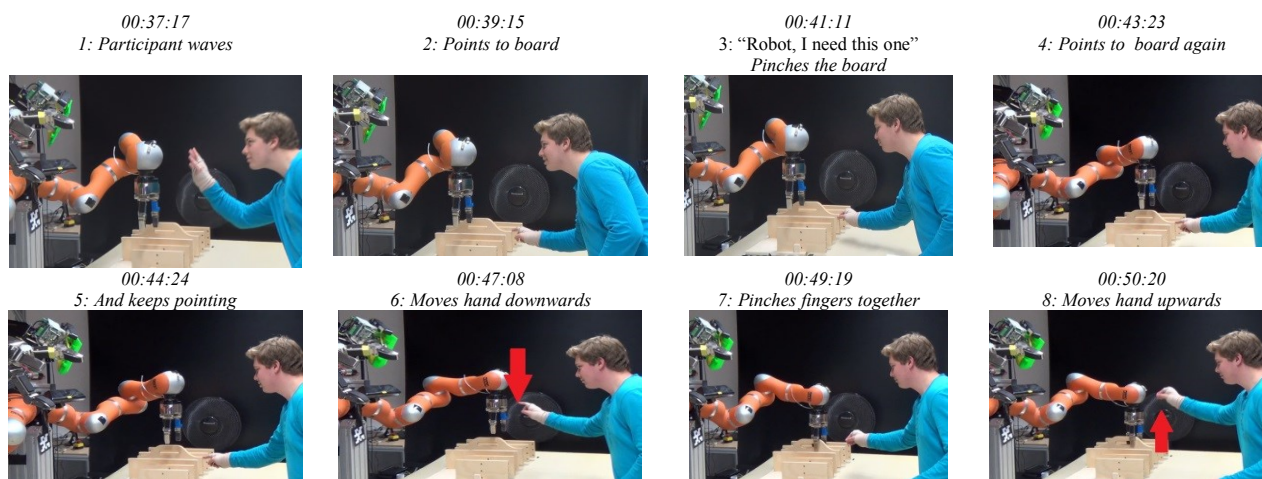 00:37:17
1: Participant waves
00:39:15
2: Points to board
00:41:11
3: “Robot, I need this one”
Pinches the board
00:43:23
4: Points to  board again
00:44:24
5: And keeps pointing
00:47:08
6: Moves hand downwards
00:49:19
7: Pinches fingers together
00:50:20
8: Moves hand upwards